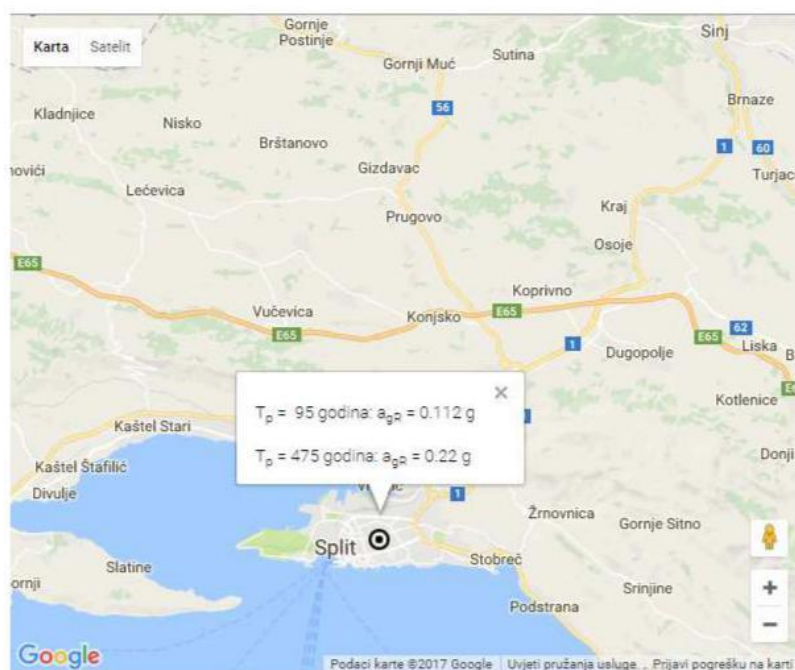 Gornje
Postinje
Sinj
Karta Satelit
Sutina
Gornji Muć
Brnaze
Kladnjice
56
Nisko
Brštanovo
1
60
ovići
Gizdavac
Turjac
Lećevica
Kraj
Prugovo
Osoje
E65
Koprivno
Vučevica
Konjsko
E65
62
E65
Liska
1
Dugopolje
Kotlenice
Tp = 95 godina: agR = 0.112 g
Kaštel Stari
Tp = 475 godina: agR = 0.22 g
Donji
Kaštel Štafilić
Divulje
1
Žrnovnica
Gornje Sitno
Split
Stobreč
Slatine
Srinjine
ornji
Podstrana
Google
Podaci karte ©2017 Google Uvjeti pružanja usluge Prijavi pogrešku na karti